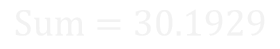 Sum = 30.1929